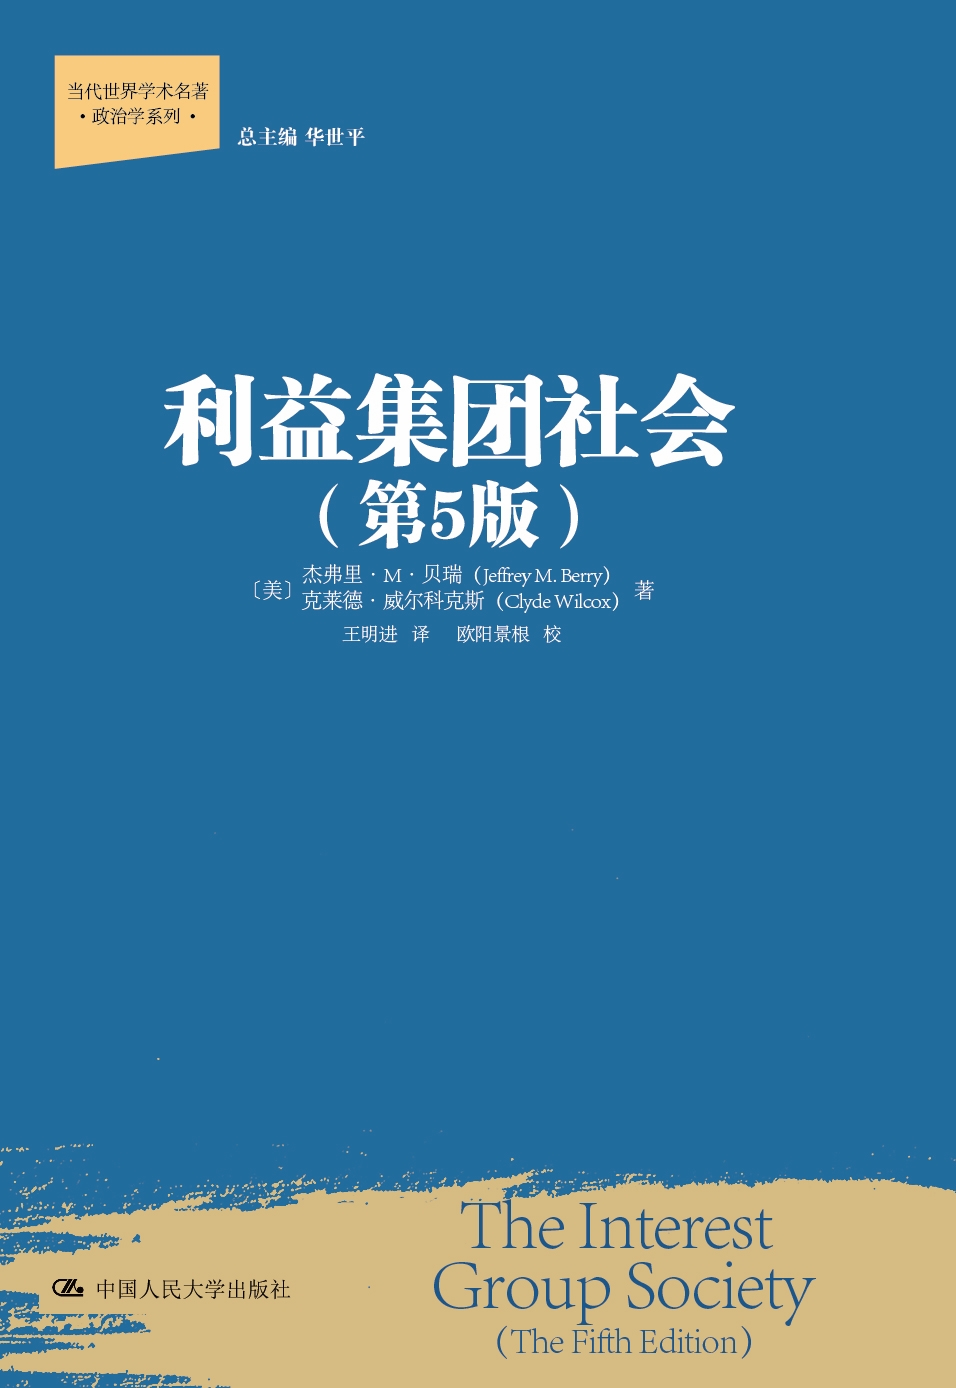 当代世界学术名著
·政治学系列·
总主编 华世平
利益集团社会
（第5版）
〔美〕 杰弗里·M·贝瑞（Jeffrey M. Berry）
克莱德·威尔科克斯（Clyde Wilcox） 著
王明进 译 欧阳景根 校
The Interest
Group Society
（The Fifth Edition）
中国人民大学出版社